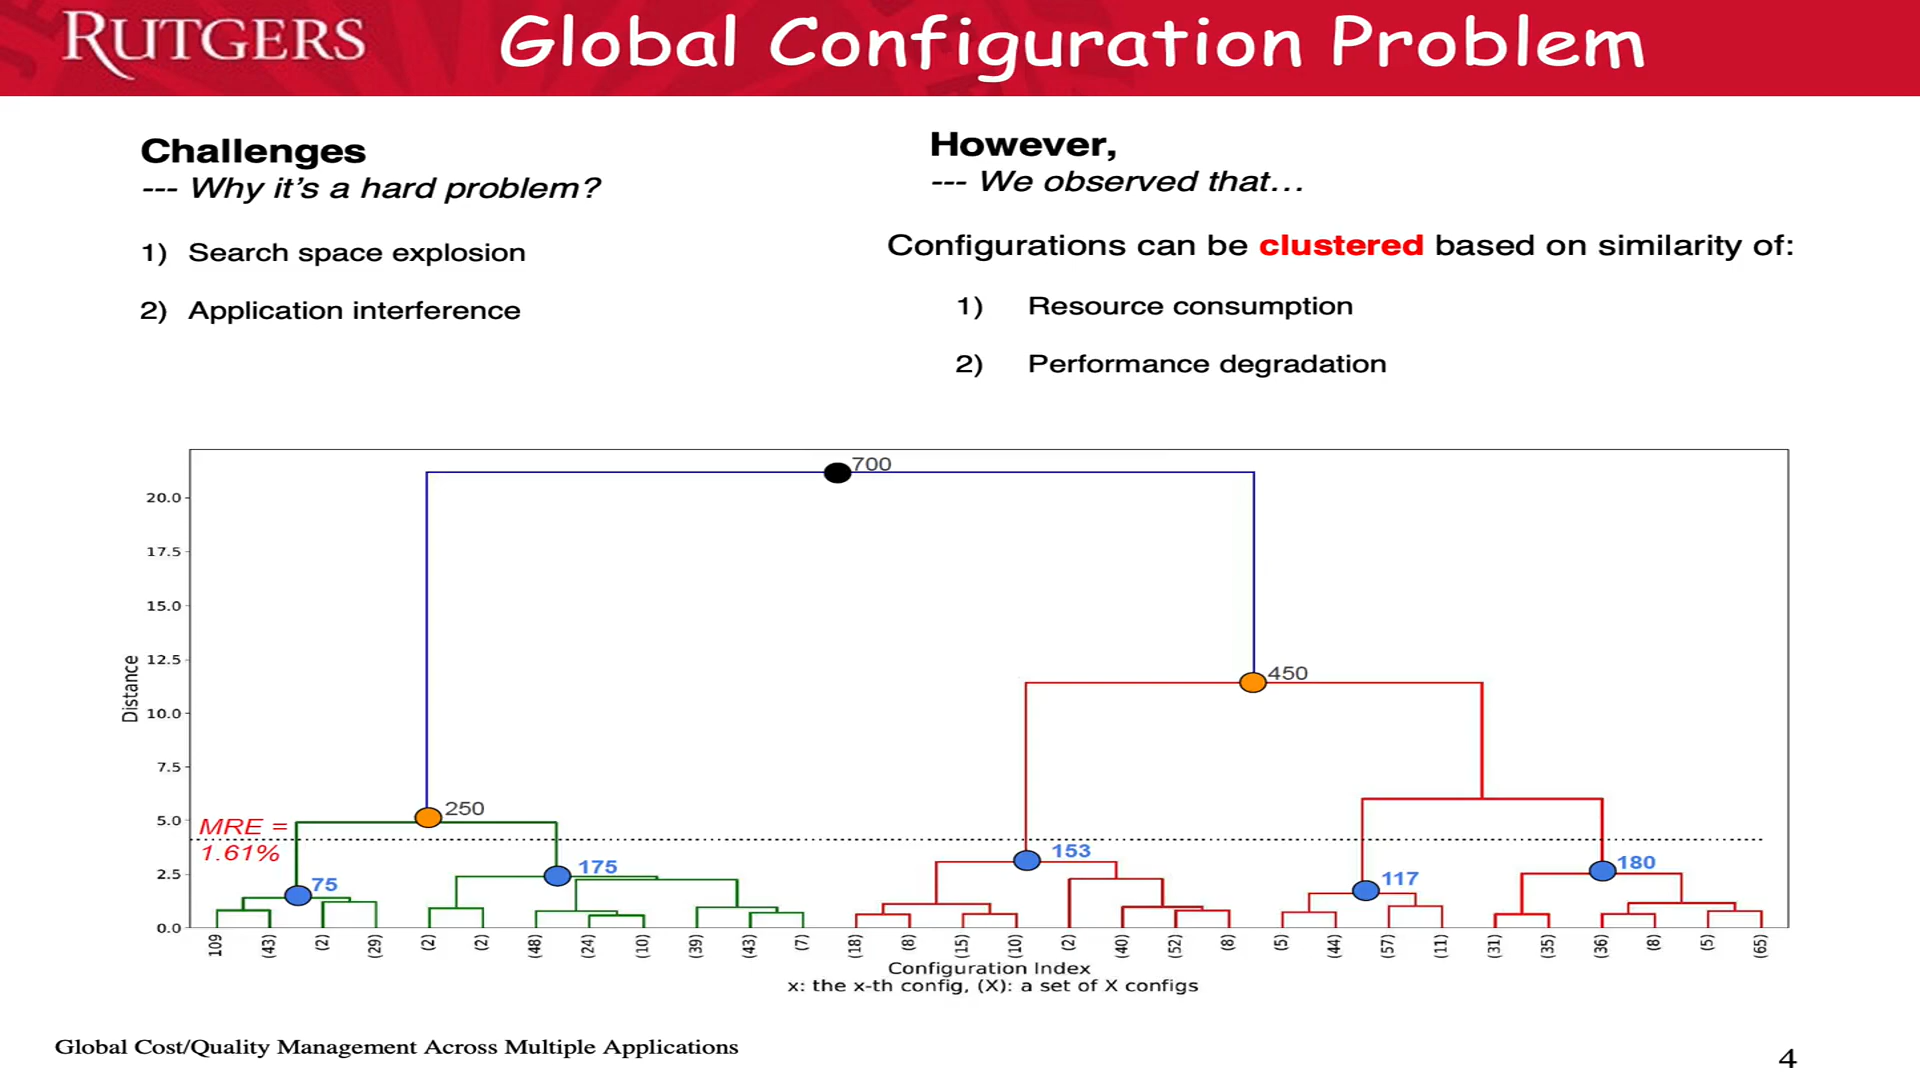 RUTGERS
Global Configuration Problem
Challenges
--- Why it's a hard problem?
1) Search space explosion
2) Application interference
However,
--- We observed that...
Configurations can be clustered based on similarity of:
1) Resource consumption
2) Performance degradation
700
450
250
MRE =
1.61%
75
175
153
117
180
Distance
20.0
17.5
15.0
12.5
10.0
7.5
5.0
2.5
0.0
109 (43) (2) (29) (2) (2) (48) (24) (10) (39) (43) (7) (18) (8) (15) (10) (2) (40) (52) (8) (5) (44) (57) (11) (31) (35) (36) (8) (5) (65)
Configuration Index
x: the x-th config, (X): a set of X configs
Global Cost/Quality Management Across Multiple Applications
4